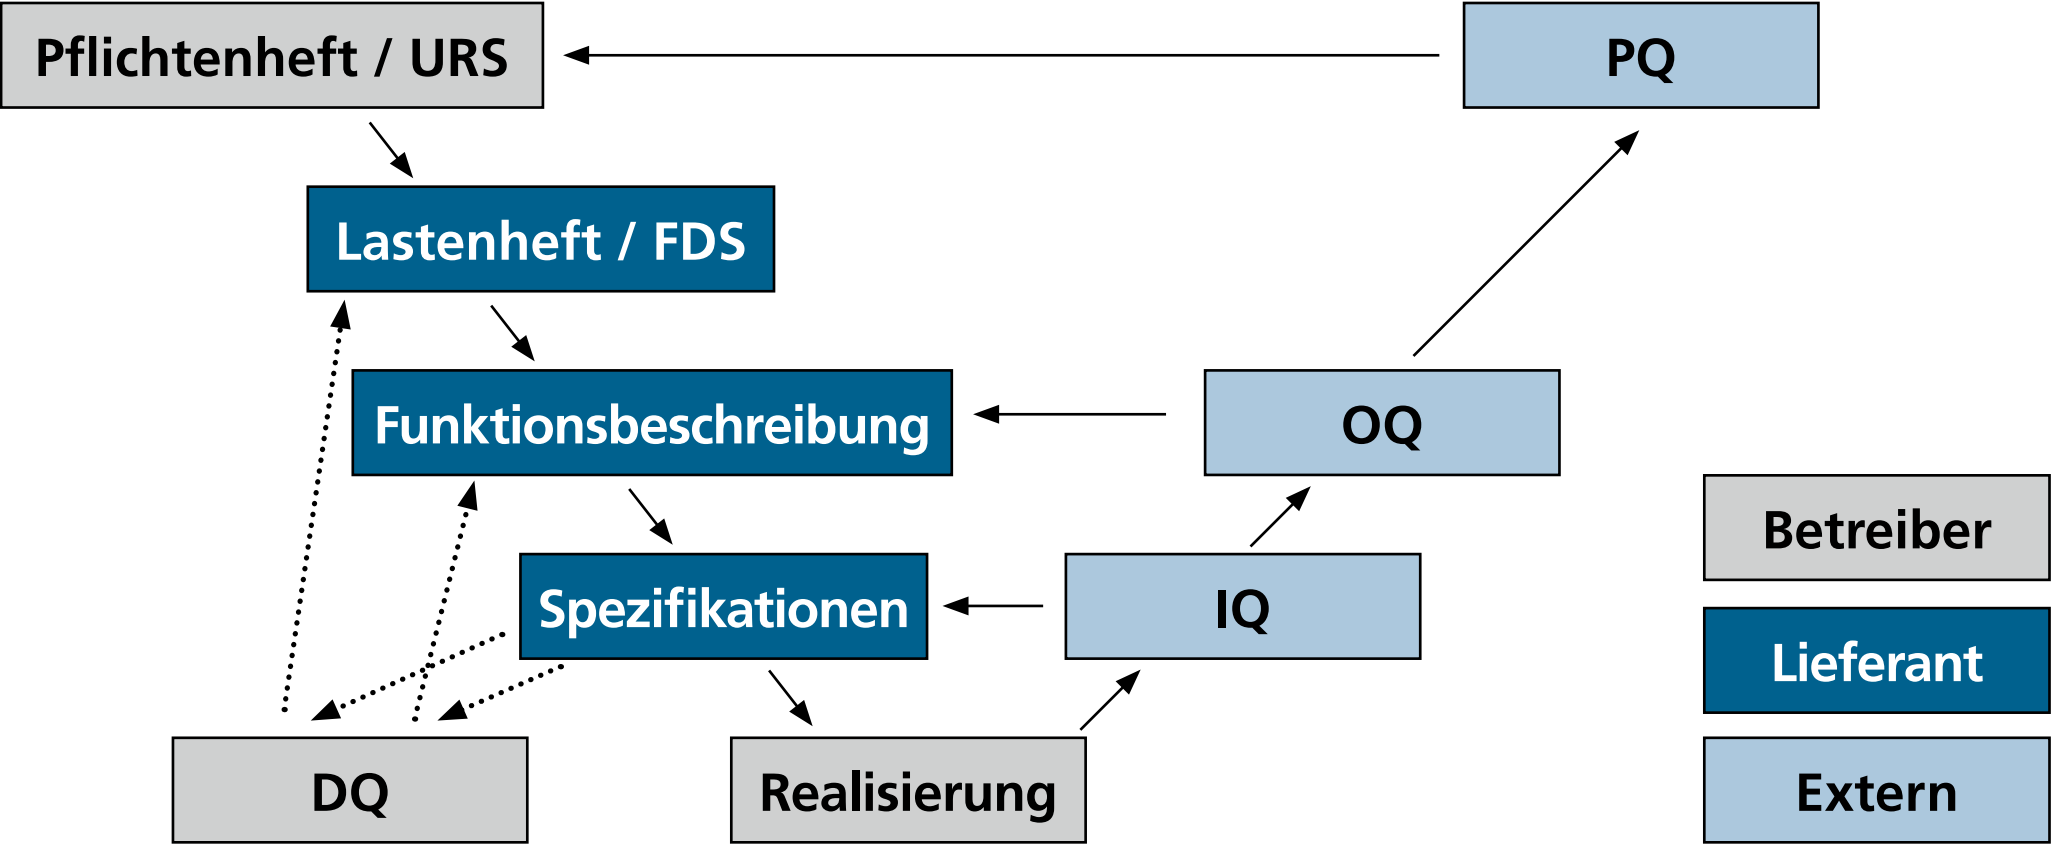 Pflichtenheft / URS
PQ
Lastenheft / FDS
Funktionsbeschreibung
OQ
Betreiber
Spezifikationen
IQ
Lieferant
DQ
Realisierung
Extern